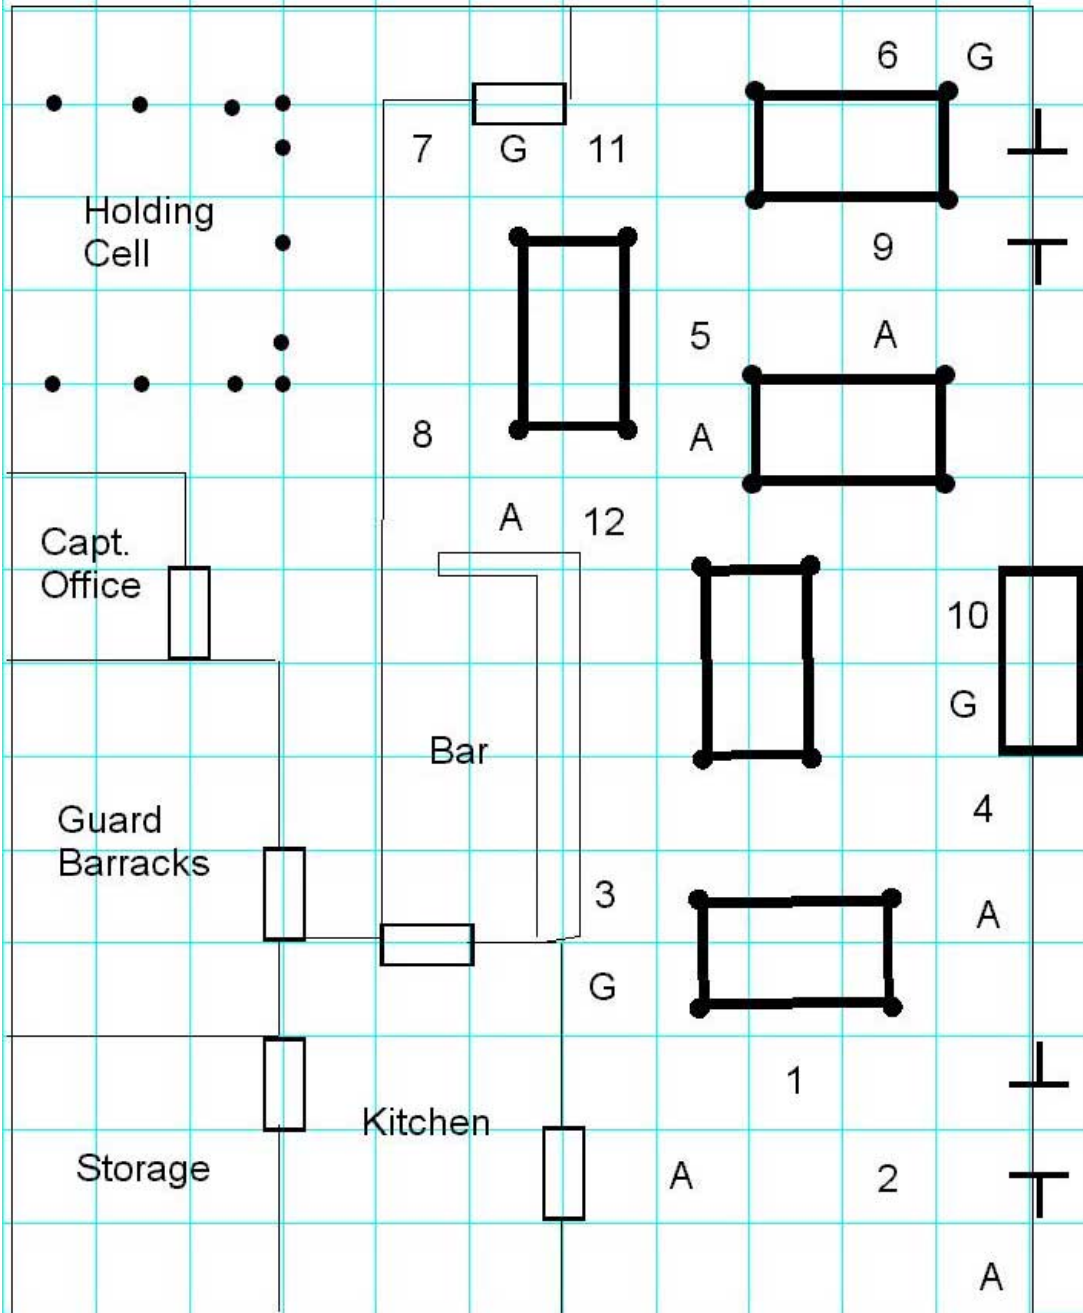 6 G
7 G 11
Holding
Cell
9
5 A
8 A
A 12
Capt.
Office
10
G
Bar
4
Guard
Barracks
3
A
G
1
Kitchen
Storage
A 2
A